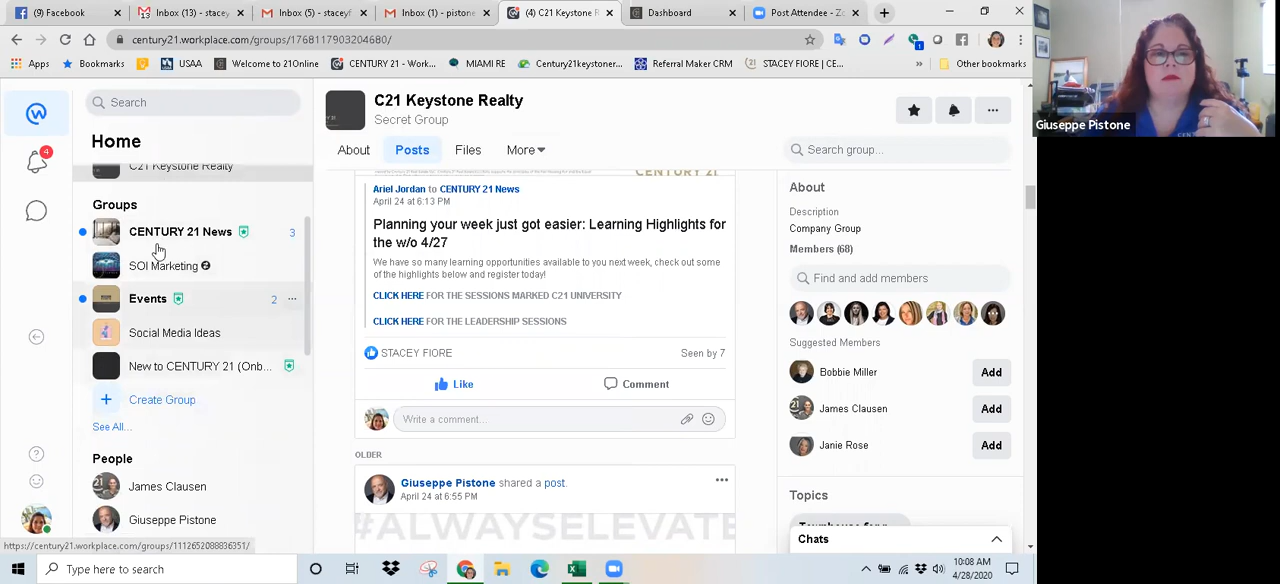 (9) Facebook
Inbox (13) - stacey
Inbox (5) - staceyf
Inbox (1) - pistone
(4) C21 Keystone R
Dashboard
Post Attendee - Zo
century21.workplace.com/groups/1768117903204680/
Apps
Bookmarks
USAA
Welcome to 21Online
CENTURY 21 - Work...
MIAMI RE
Century21keystoner...
Referral Maker CRM
STACEY FIORE | CE...
»
Other bookmarks
Giuseppe Pistone
Search
Home
4
C21 Keystone Realty
Groups
CENTURY 21 News 3
SOI Marketing
Events 2 ...
Social Media Ideas
New to CENTURY 21 (Onb...
+ Create Group
See All...
People
James Clausen
Giuseppe Pistone
https://century21.workplace.com/groups/1112652088836351/
C21 Keystone Realty
Secret Group
About
Posts
Files
More
Search group...
CENTURY 21
Ariel Jordan to CENTURY 21 News
April 24 at 6:13 PM
Planning your week just got easier: Learning Highlights for
the w/o 4/27
We have so many learning opportunities available to you next week, check out some
of the highlights below and register today!
CLICK HERE FOR THE SESSIONS MARKED C21 UNIVERSITY
CLICK HERE FOR THE LEADERSHIP SESSIONS
STACEY FIORE
Seen by 7
Like
Comment
Write a comment...
OLDER
Giuseppe Pistone shared a post.
April 24 at 6:55 PM
#ALWAYSELEVATE
About
Description
Company Group
Members (68)
Find and add members
Suggested Members
Bobbie Miller Add
James Clausen Add
Janie Rose Add
Topics
Chats
Type here to search
10:08 AM
4/28/2020